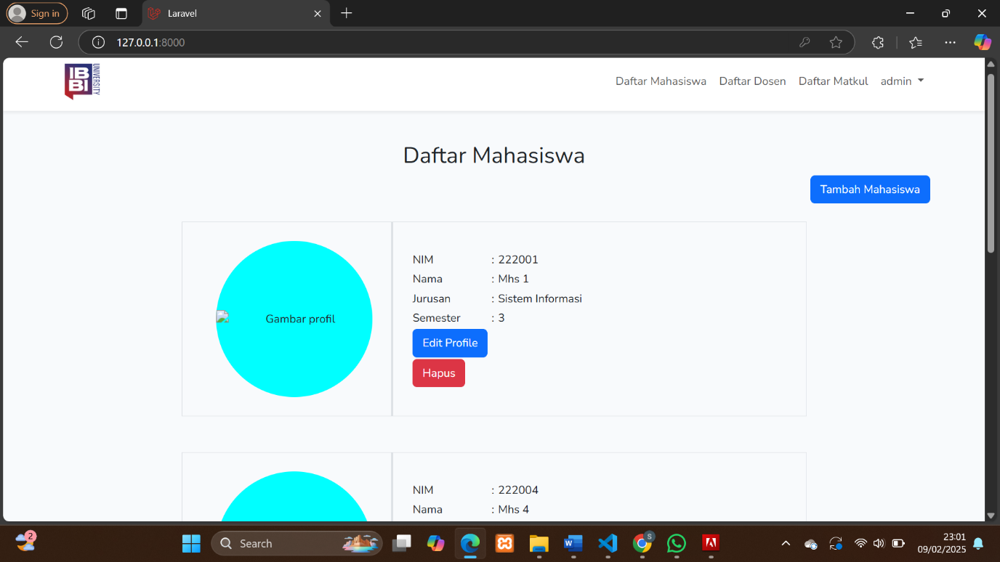 Sign in
Laravel
127.0.0.1:8000
IB
BI
UNIVERSITY
Daftar Mahasiswa Daftar Dosen Daftar Matkul admin
Daftar Mahasiswa
Tambah Mahasiswa
Gambar profil
NIM : 222001
Nama : Mhs 1
Jurusan : Sistem Informasi
Semester : 3
Edit Profile
Hapus
NIM : 222004
Nama : Mhs 4
2
Search
S
23:01
09/02/2025